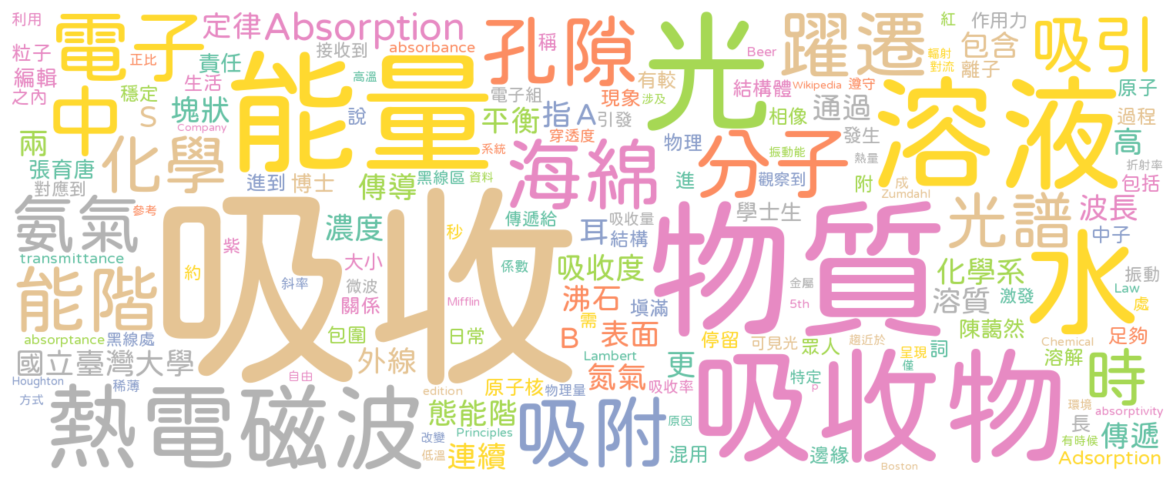 利用
電子
定律
Absorption
孔隙
光
躍遷
紅
作用力
吸引
粒子
正比
接收到
absorbance
稱
Beer
輻射
對流
包含
離子
編輯
之內
責任
生活
能量
高溫
電子組
有較
涉及
結構體
Wikipedia
遵守
溶液
原子
中
穩定
塊狀
說
平衡
指
A
現象
引發
相像
通過
過程
兩
S
Company
化學
系統
海綿
穿透度
物理
分子
發生
高
折射率
張育唐
對應到
進到
博士
傳導
黑線區
資料
進
振動能
觀察到
熱量
附
成
Zumdahl
包括
氨氣
參考
吸收
濃度
傳遞給
吸收量
物質
學士生
光譜
波長
transmittance
紫
秒
耳
結構
中子
水
能階
約
大小
微波
斜率
關係
Mifflin
係數
吸收度
沸石
填滿
金屬
5th
化學系
溶質
激發
振動
Law
處
absorptance
黑線處
包圍
日常
需
B
表面
停留
可見光
趨近於
眾人
呈現
僅
陳藹然
詞
Chemical
足夠
國立臺灣大學
外線
Lambert
更
溶解
時
Houghton
稀薄
自由
edition
原子核
物理量
氮氣
吸收率
特定
P
環境
absorptivity
方式
熱電磁波
態能階
吸附
原因
吸收物
長
有時候
傳遞
改變
Principles
低溫
連續
混用
邊緣
Boston
Adsorption